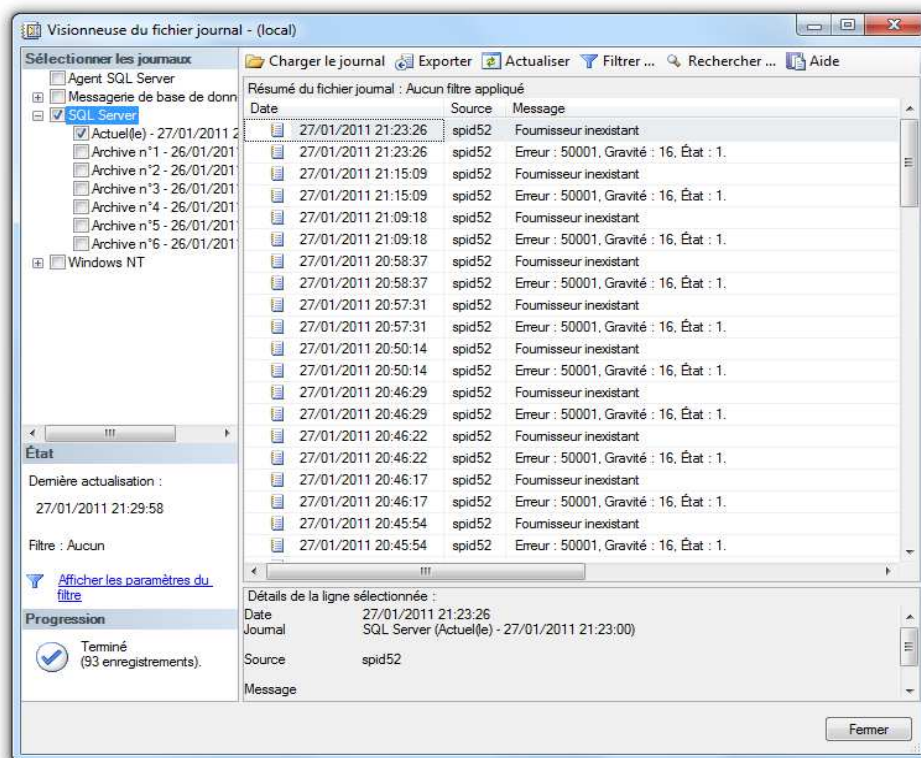 Visionneuse du fichier journal - (local)
Sélectionner les journaux
Agent SQL Server
Messagerie de base de donn
SQL Server
Actuel(le) - 27/01/2011 2
Archive n°1 - 26/01/201
Archive n°2 - 26/01/201
Archive n°3 - 26/01/201
Archive n°4 - 26/01/201
Archive n°5 - 26/01/201
Archive n°6 - 26/01/201
Windows NT
État
Dernière actualisation :
27/01/2011 21:29:58
Filtre : Aucun
Afficher les paramètres du
filtre
Progression
Terminé
(93 enregistrements).
Charger le journal Exporter Actualiser Filtrer ... Rechercher ... Aide
Résumé du fichier journal : Aucun filtre appliqué
Date Source Message
27/01/2011 21:23:26 spid52 Fournisseur inexistant
27/01/2011 21:23:26 spid52 Erreur : 50001, Gravité : 16, État : 1.
27/01/2011 21:15:09 spid52 Fournisseur inexistant
27/01/2011 21:15:09 spid52 Erreur : 50001, Gravité : 16, État : 1.
27/01/2011 21:09:18 spid52 Fournisseur inexistant
27/01/2011 21:09:18 spid52 Erreur : 50001, Gravité : 16, État : 1.
27/01/2011 20:58:37 spid52 Fournisseur inexistant
27/01/2011 20:58:37 spid52 Erreur : 50001, Gravité : 16, État : 1.
27/01/2011 20:57:31 spid52 Fournisseur inexistant
27/01/2011 20:57:31 spid52 Erreur : 50001, Gravité : 16, État : 1.
27/01/2011 20:50:14 spid52 Fournisseur inexistant
27/01/2011 20:50:14 spid52 Erreur : 50001, Gravité : 16, État : 1.
27/01/2011 20:46:29 spid52 Fournisseur inexistant
27/01/2011 20:46:29 spid52 Erreur : 50001, Gravité : 16, État : 1.
27/01/2011 20:46:22 spid52 Fournisseur inexistant
27/01/2011 20:46:22 spid52 Erreur : 50001, Gravité : 16, État : 1.
27/01/2011 20:46:17 spid52 Fournisseur inexistant
27/01/2011 20:46:17 spid52 Erreur : 50001, Gravité : 16, État : 1.
27/01/2011 20:45:54 spid52 Fournisseur inexistant
27/01/2011 20:45:54 spid52 Erreur : 50001, Gravité : 16, État : 1.
Détails de la ligne sélectionnée :
Date 27/01/2011 21:23:26
Journal SQL Server (Actuel(le) - 27/01/2011 21:23:00)
Source spid52
Message
Fermer